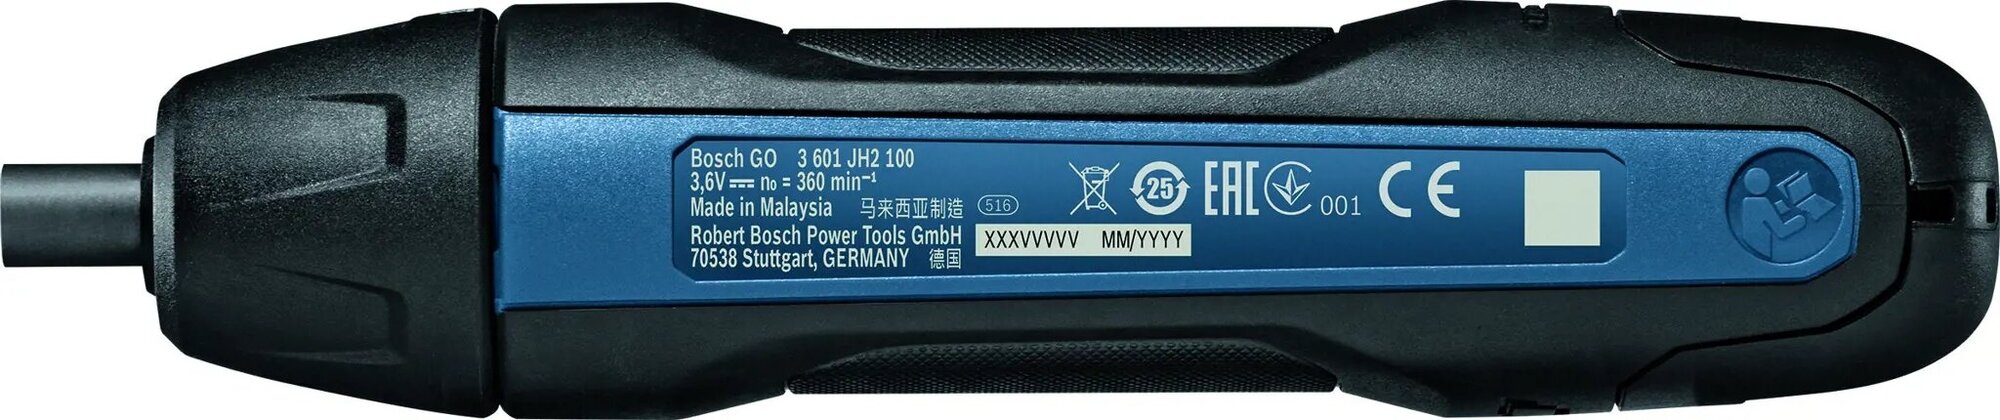 Bosch GO 3 601 JH2 100
3,6V n₀ = 360 min⁻¹
Made in Malaysia 马来西亚制造 516
Robert Bosch Power Tools GmbH
70538 Stuttgart, GERMANY 德国
XXXVVVVV MM/YYYY
25 EAC 001 CE